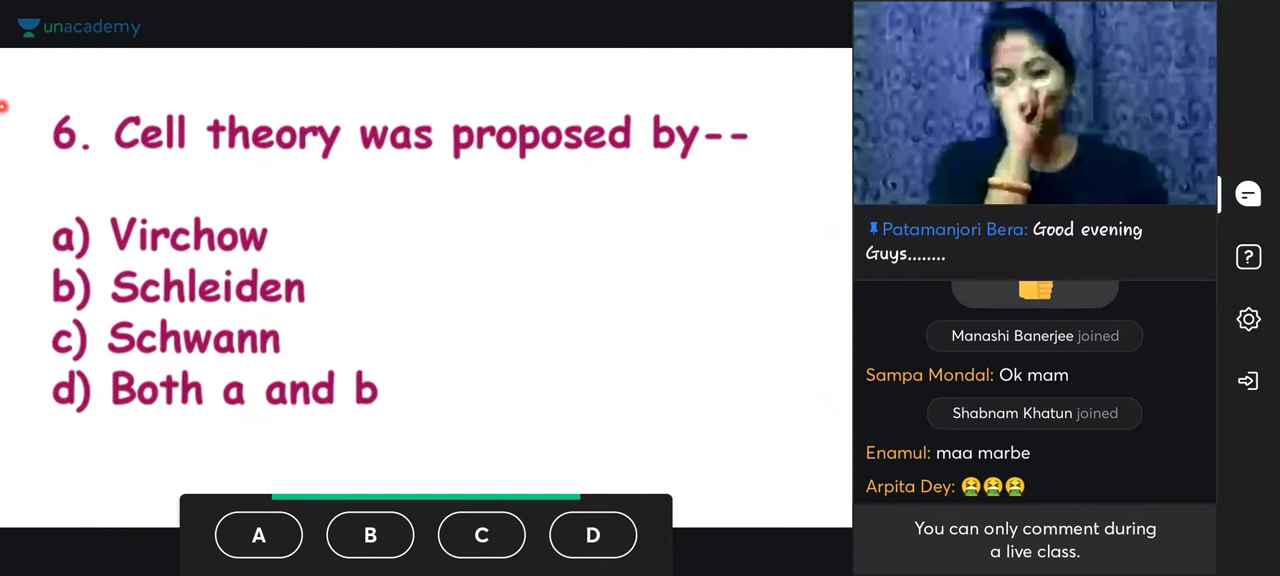 unacademy
6. Cell theory was proposed by--
a) Virchow
b) Schleiden
c) Schwann
d) Both a and b
A
B
C
D
Patamanjori Bera: Good evening
Guys........
Manashi Banerjee joined
Sampa Mondal: Ok mam
Shabnam Khatun joined
Enamul: maa marbe
Arpita Dey: 🤮🤮🤮
You can only comment during
a live class.